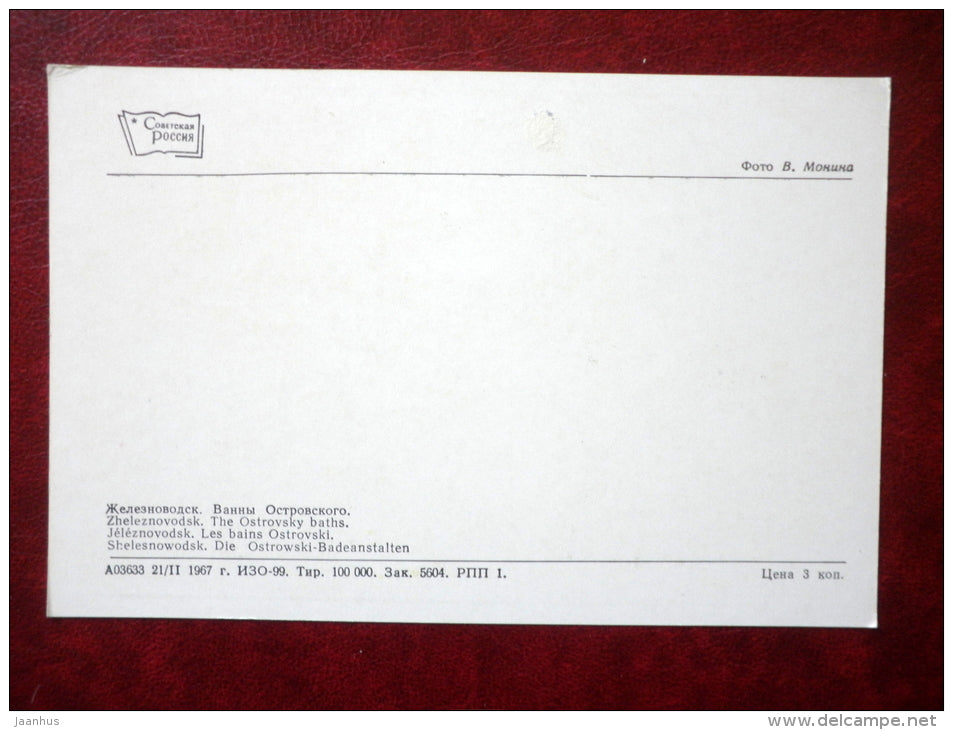 ★ Советская
Россия
Фото В. Монина
Железноводск. Ванны Островского.
Zheleznovodsk. The Ostrovsky baths.
Jéléznovodsk. Les bains Ostrovski.
Shelesnowodsk. Die Ostrowski-Badeanstalten
А03633 21/II 1967 г. ИЗО-99. Тир. 100 000. Зак. 5604. РПП 1.
Цена 3 коп.
jaanhus
www.delcampe.net